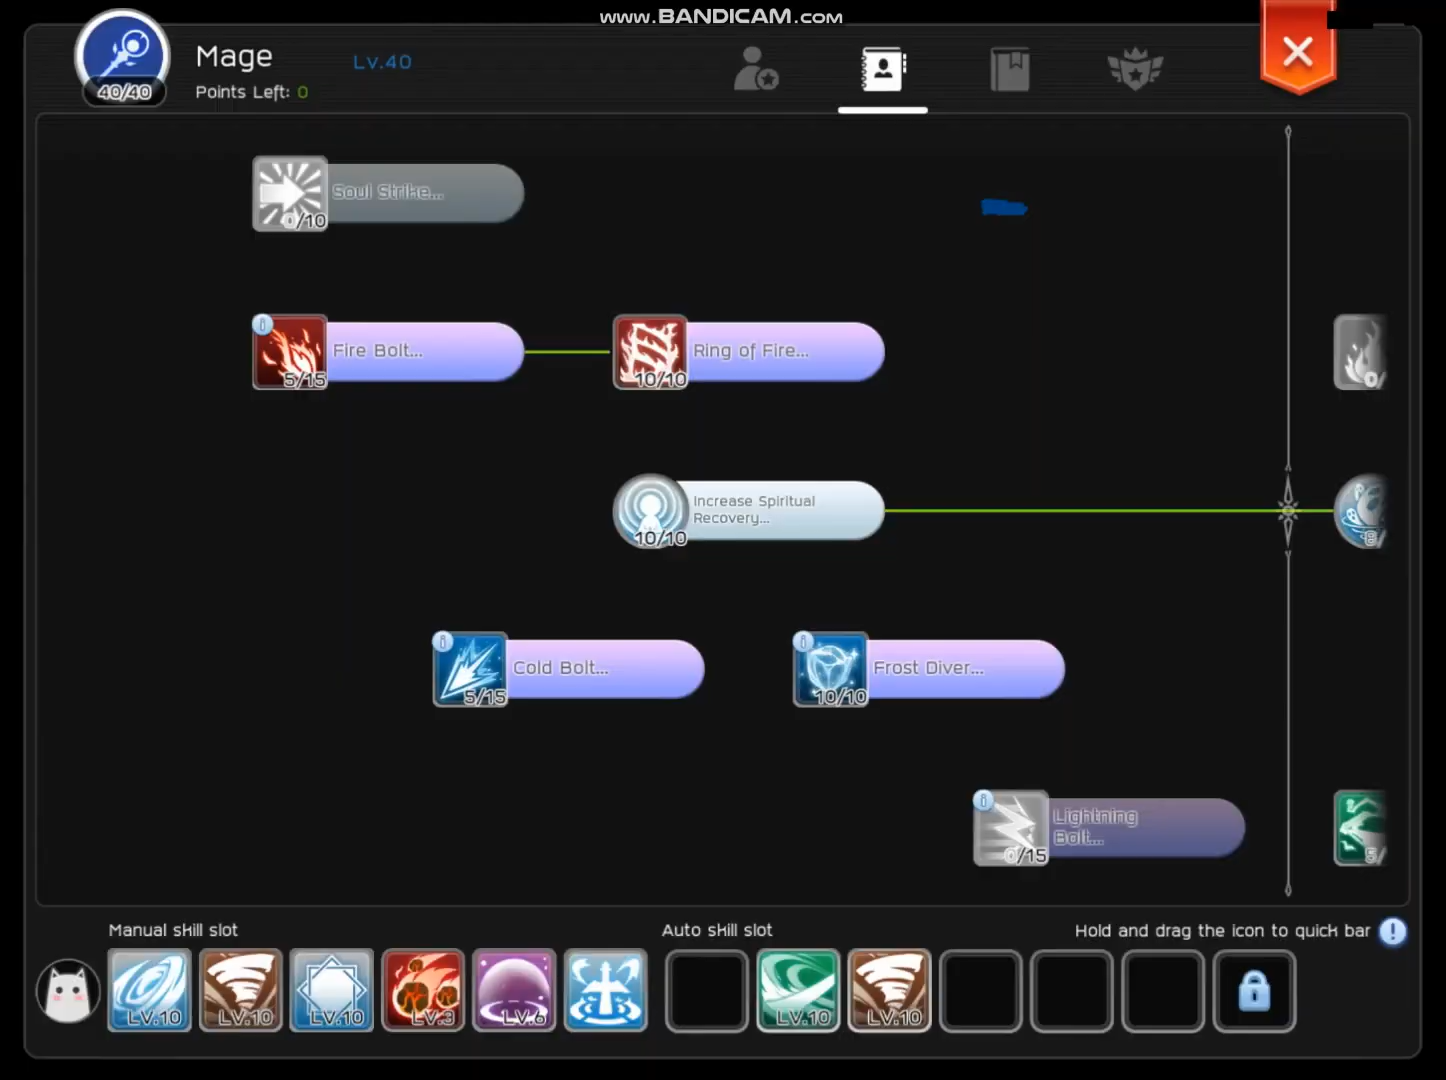 www.BANDICAM.com
Mage
Lv.40
40/40
Points Left: 0
Soul Strike...
0/10
Fire Bolt...
5/15
Ring of Fire...
10/10
0/
Increase Spiritual
Recovery...
10/10
8/
Cold Bolt...
5/15
Frost Diver...
10/10
Lightning
Bolt...
0/15
5/
Manual skill slot
Auto skill slot
Hold and drag the icon to quick bar
LV.10
LV.10
LV.10
LV.3
LV.6
LV.10
LV.10